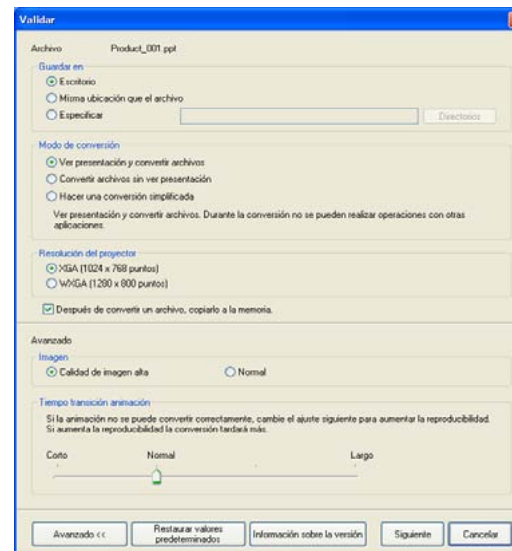 Validar
Archivo Product_001.ppt
Guardar en
Escritorio
Misma ubicación que el archivo
Especificar Directorios
Modo de conversión
Ver presentación y convertir archivos
Convertir archivos sin ver presentación
Hacer una conversión simplificada
Ver presentación y convertir archivos. Durante la conversión no se pueden realizar operaciones con otras
aplicaciones.
Resolución del proyector
XGA (1024 x 768 puntos)
WXGA (1280 x 800 puntos)
Después de convertir un archivo, copiarlo a la memoria.
Avanzado
Imagen
Calidad de imagen alta Normal
Tiempo transición animación
Si la animación no se puede convertir correctamente, cambie el ajuste siguiente para aumentar la reproducibilidad.
Si aumenta la reproducibilidad la conversión tardará más.
Corto Normal Largo
Avanzado << Restaurar valores predeterminados Información sobre la versión Siguiente Cancelar